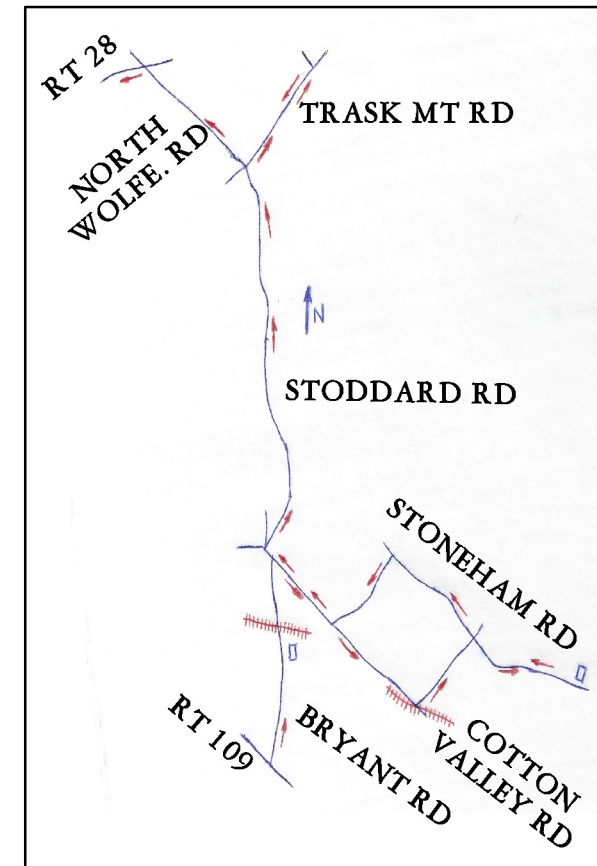 RT 28
NORTH
WOLFE. RD
TRASK MT RD
N
STODDARD RD
STONEHAM RD
RT 109
BRYANT RD
COTTON
VALLEY RD